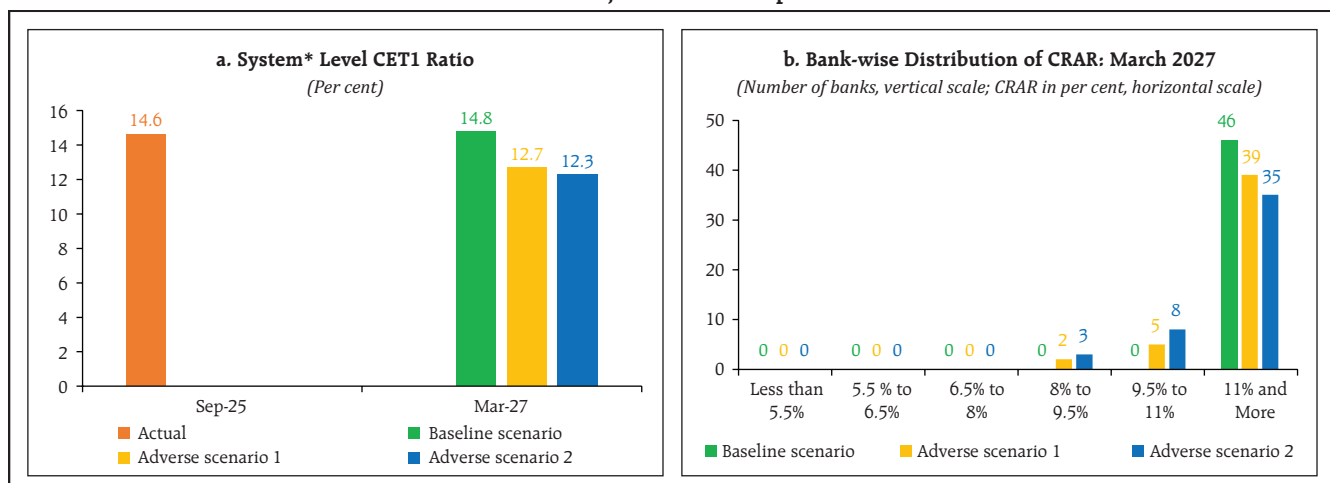 a. System* Level CET1 Ratio
(Per cent)
16
14
12
10
8
6
4
2
0
14.6
14.8
12.7
12.3
Sep-25
Mar-27
Actual
Baseline scenario
Adverse scenario 1
Adverse scenario 2
b. Bank-wise Distribution of CRAR: March 2027
(Number of banks, vertical scale; CRAR in per cent, horizontal scale)
50
40
30
20
10
0
0 0 0
0 0 0
0 0 0
0 2 3
0 5 8
46 39 35
Less than
5.5%
5.5 % to
6.5%
6.5% to
8%
8% to
9.5%
9.5% to
11%
11% and
More
Baseline scenario
Adverse scenario 1
Adverse scenario 2